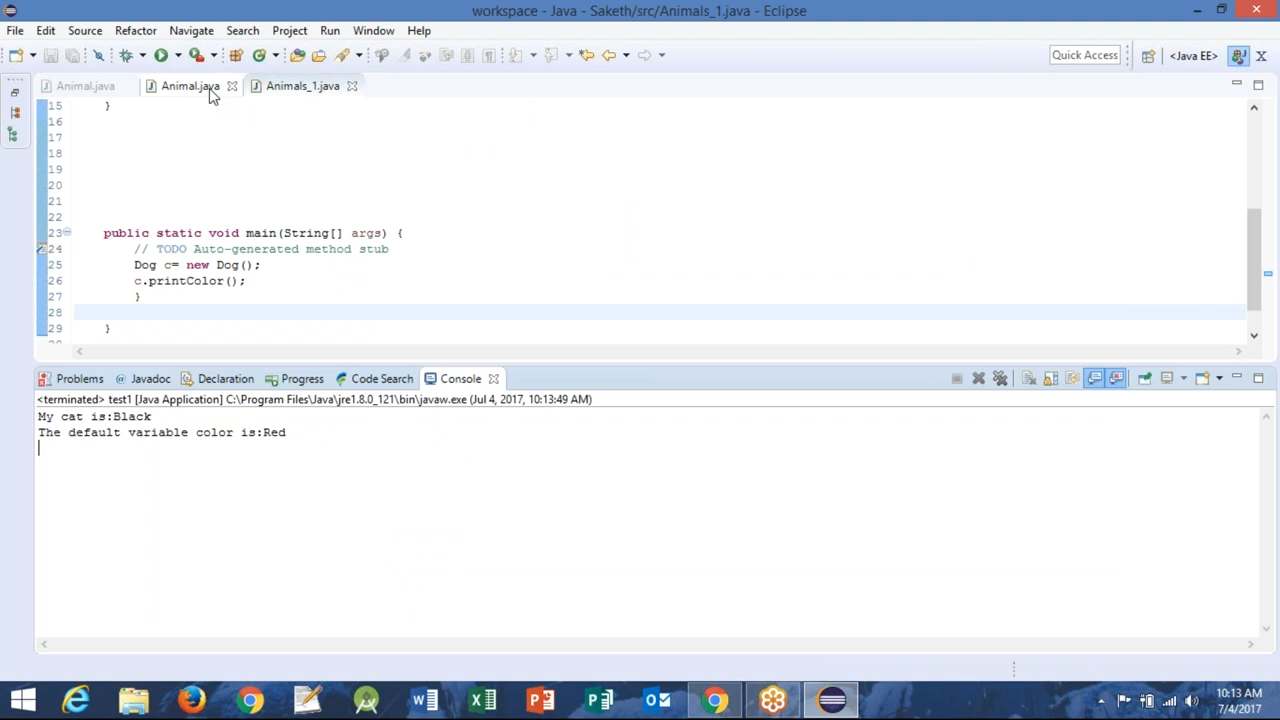 workspace - Java - Saketh/src/Animals_1.java - Eclipse
File Edit Source Refactor Navigate Search Project Run Window Help
Quick Access
<Java EE>
Animal.java
Animal.java
Animals_1.java
15 }
16
17
18
19
20
21
22
23 public static void main(String[] args) {
24 // TODO Auto-generated method stub
25 Dog c= new Dog();
26 c.printColor();
27 }
28
29 }
Problems @ Javadoc Declaration Progress Code Search Console
<terminated> test1 [Java Application] C:\Program Files\Java\jre1.8.0_121\bin\javaw.exe (Jul 4, 2017, 10:13:49 AM)
My cat is:Black
The default variable color is:Red
10:13 AM
7/4/2017